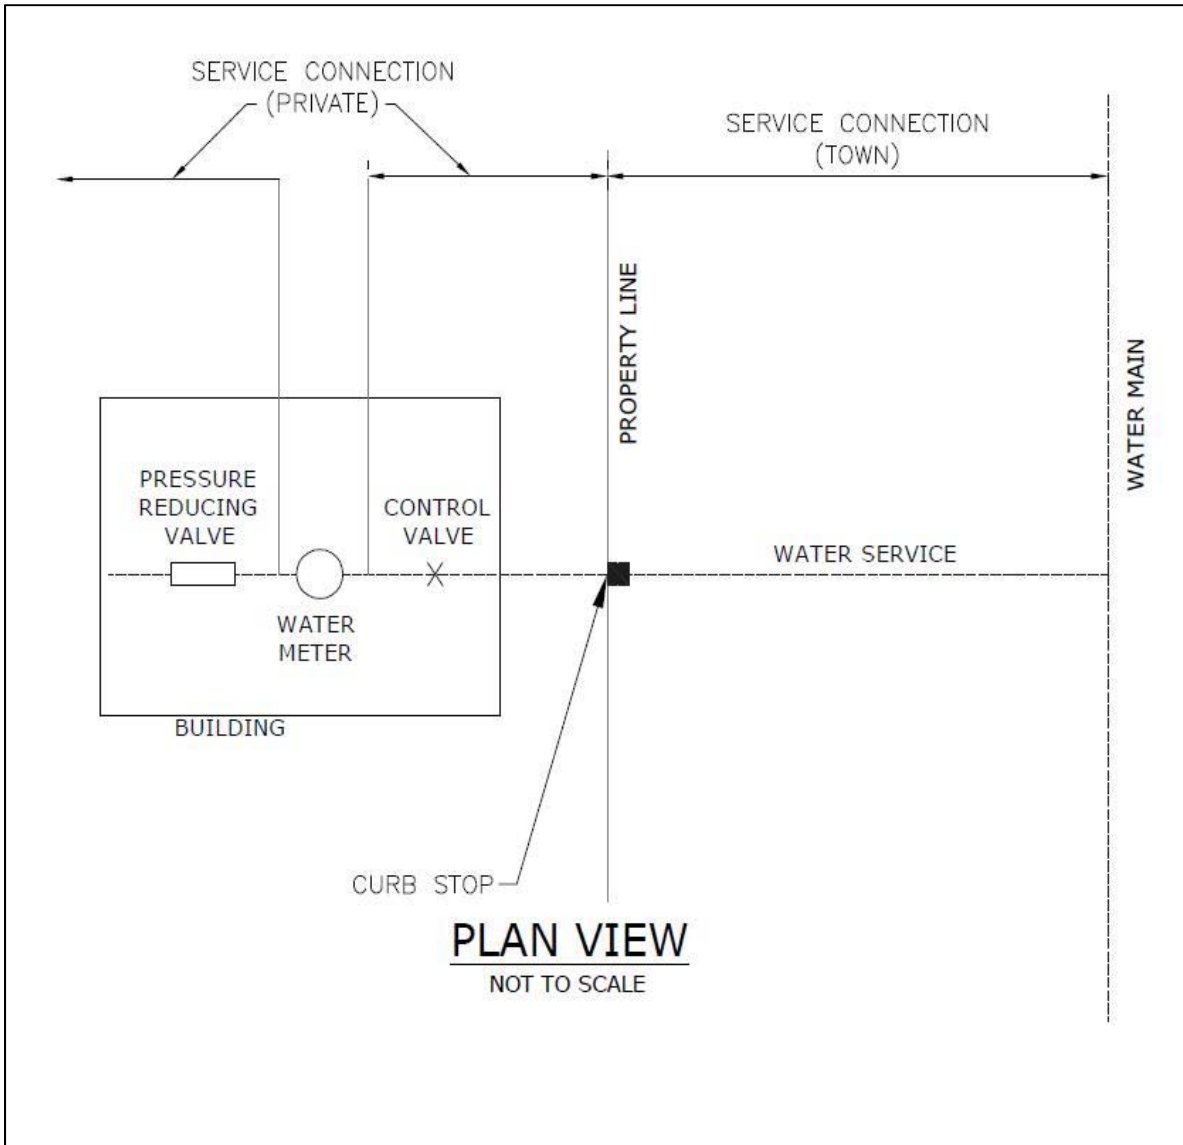 SERVICE CONNECTION
(PRIVATE)
SERVICE CONNECTION
(TOWN)
PROPERTY LINE
WATER MAIN
PRESSURE
REDUCING
VALVE
CONTROL
VALVE
WATER SERVICE
WATER
METER
BUILDING
CURB STOP
PLAN VIEW
NOT TO SCALE